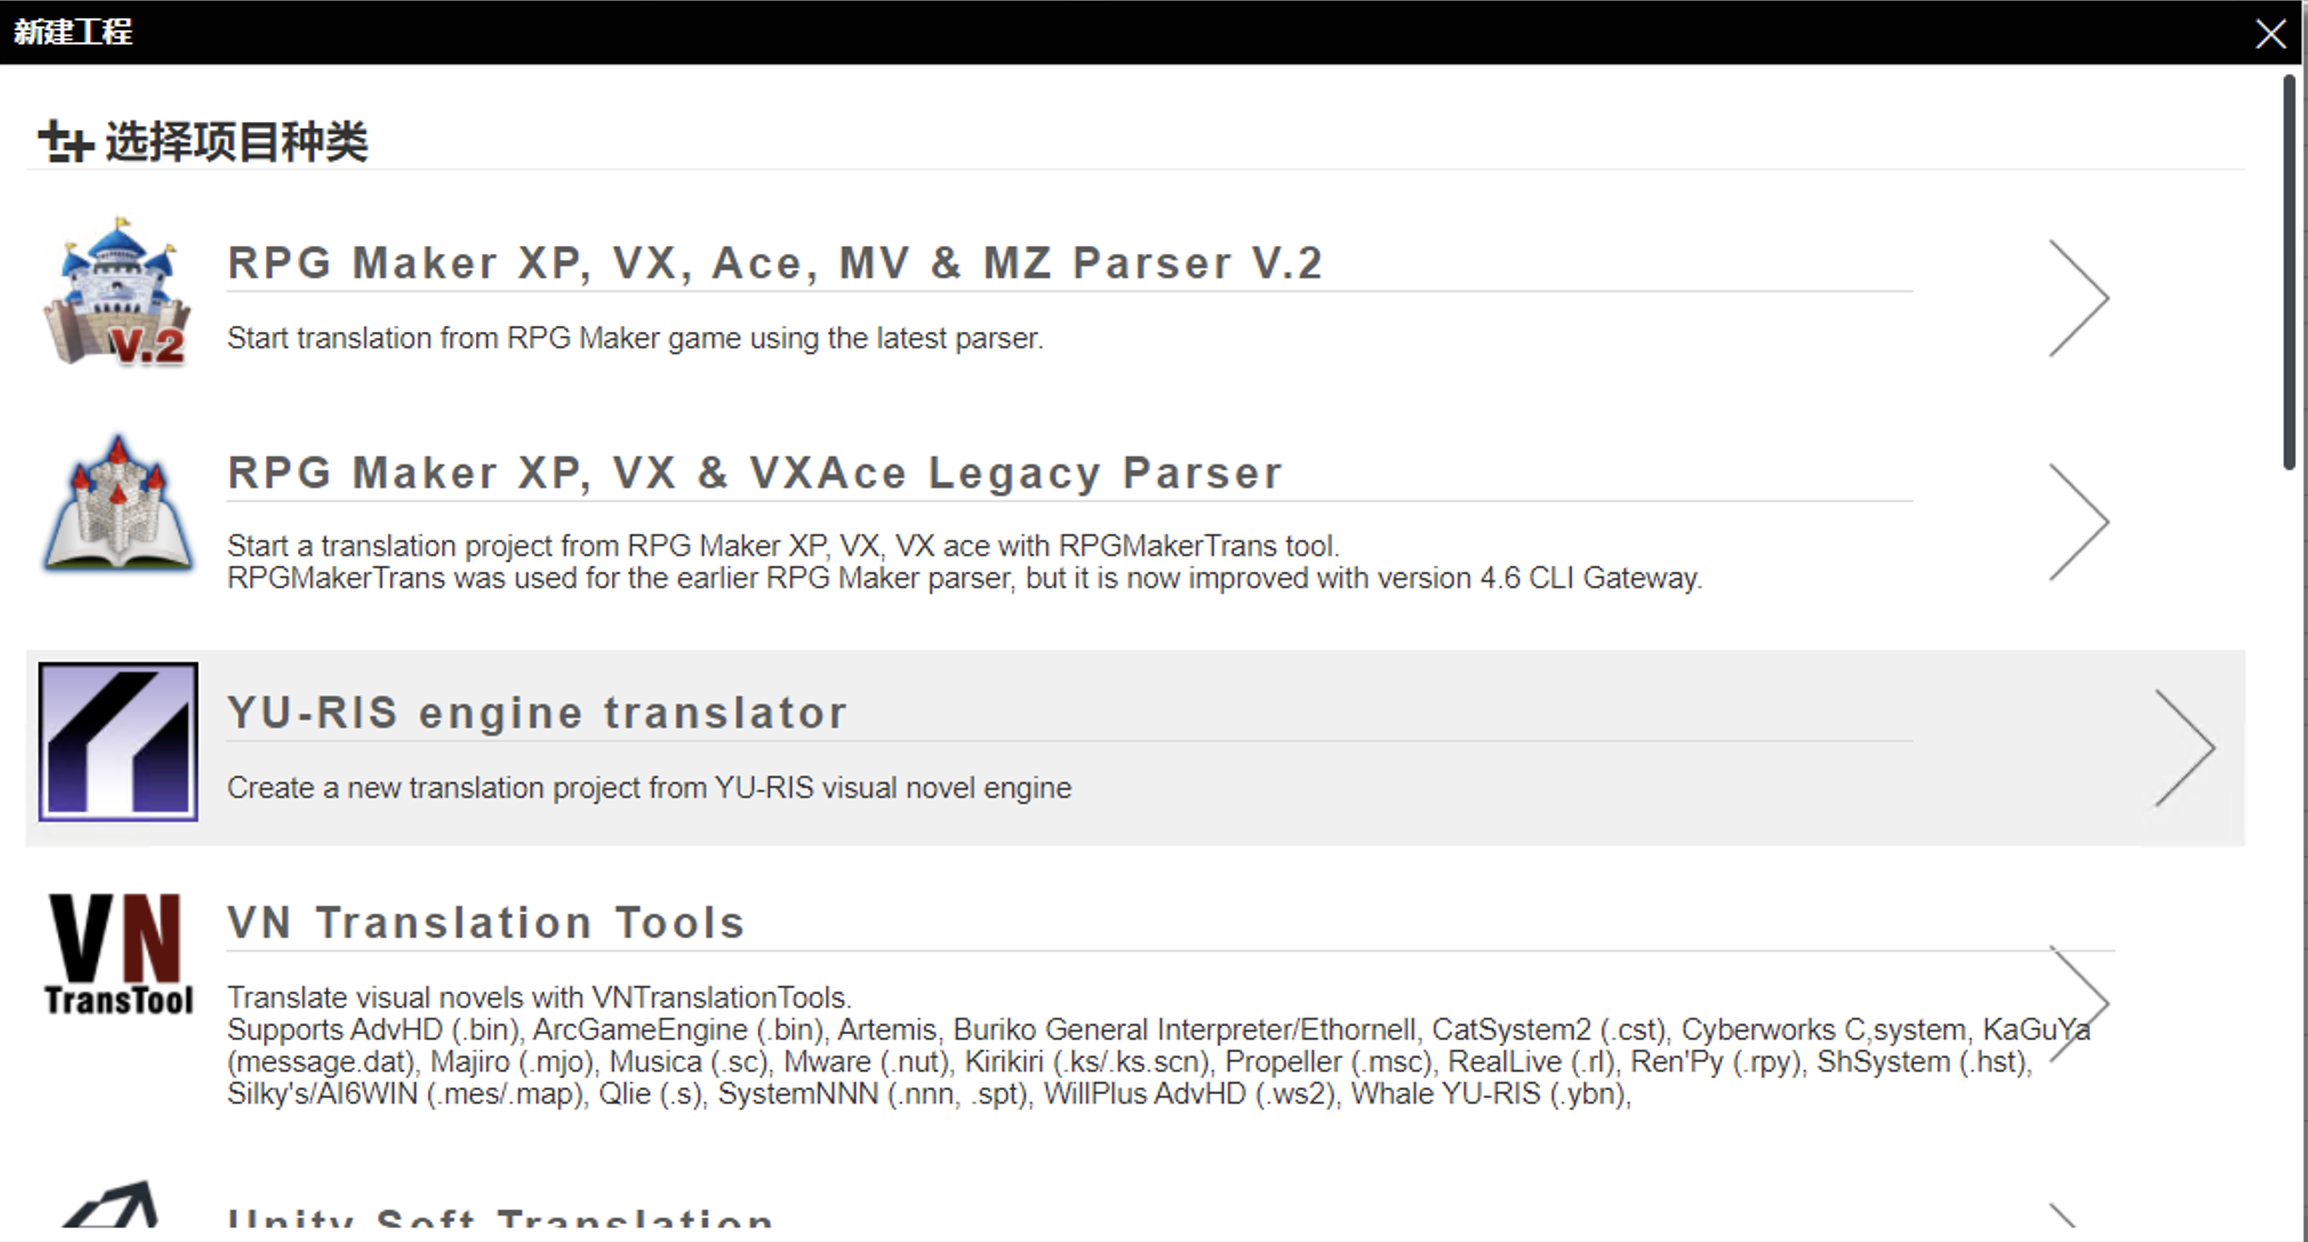 新建工程
选择项目种类
V.2
RPG Maker XP, VX, Ace, MV & MZ Parser V.2
Start translation from RPG Maker game using the latest parser.
RPG Maker XP, VX & VXAce Legacy Parser
Start a translation project from RPG Maker XP, VX, VX ace with RPGMakerTrans tool.
RPGMakerTrans was used for the earlier RPG Maker parser, but it is now improved with version 4.6 CLI Gateway.
YU-RIS engine translator
Create a new translation project from YU-RIS visual novel engine
VN
TransTool
VN Translation Tools
Translate visual novels with VNTranslationTools.
Supports AdvHD (.bin), ArcGameEngine (.bin), Artemis, Buriko General Interpreter/Ethornell, CatSystem2 (.cst), Cyberworks C,system, KaGuYa
(message.dat), Majiro (.mjo), Musica (.sc), Mware (.nut), Kirikiri (.ks/.ks.scn), Propeller (.msc), RealLive (.rl), Ren'Py (.rpy), ShSystem (.hst),
Silky's/AI6WIN (.mes/.map), Qlie (.s), SystemNNN (.nnn, .spt), WillPlus AdvHD (.ws2), Whale YU-RIS (.ybn),
Unity Soft Translation